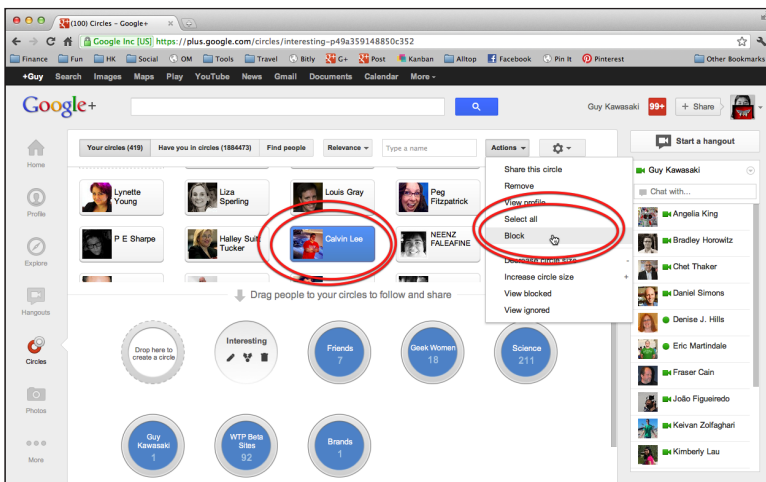 (100) Circles – Google+
Google Inc [US] https://plus.google.com/circles/interesting-p49a359148850c352
Finance Fun HK Social OM Tools Travel Bitly G+ Post Kanban Alltop Facebook Pin It Pinterest Other Bookmarks
+Guy Search Images Maps Play YouTube News Gmail Documents Calendar More
Google+
Guy Kawasaki 99+ + Share
Your circles (419) Have you in circles (1884473) Find people Relevance Type a name Actions
Start a hangout
Home
Profile
Explore
Hangouts
Circles
Photos
More
Lynette Young
Liza Sperling
Louis Gray
Peg Fitzpatrick
P E Sharpe
Halley Suitt Tucker
Calvin Lee
NEENZ FALEAFINE
Share this circle
Remove
View profile
Select all
Block
Decrease circle size -
Increase circle size +
View blocked
View ignored
Drag people to your circles to follow and share
Drop here to create a circle
Interesting
Friends
7
Geek Women
18
Science
211
Guy Kawasaki
1
WTP Beta Sites
92
Brands
1
Guy Kawasaki
Chat with...
Angelia King
Bradley Horowitz
Chet Thaker
Daniel Simons
Denise J. Hills
Eric Martindale
Fraser Cain
João Figueiredo
Keivan Zolfaghari
Kimberly Lau